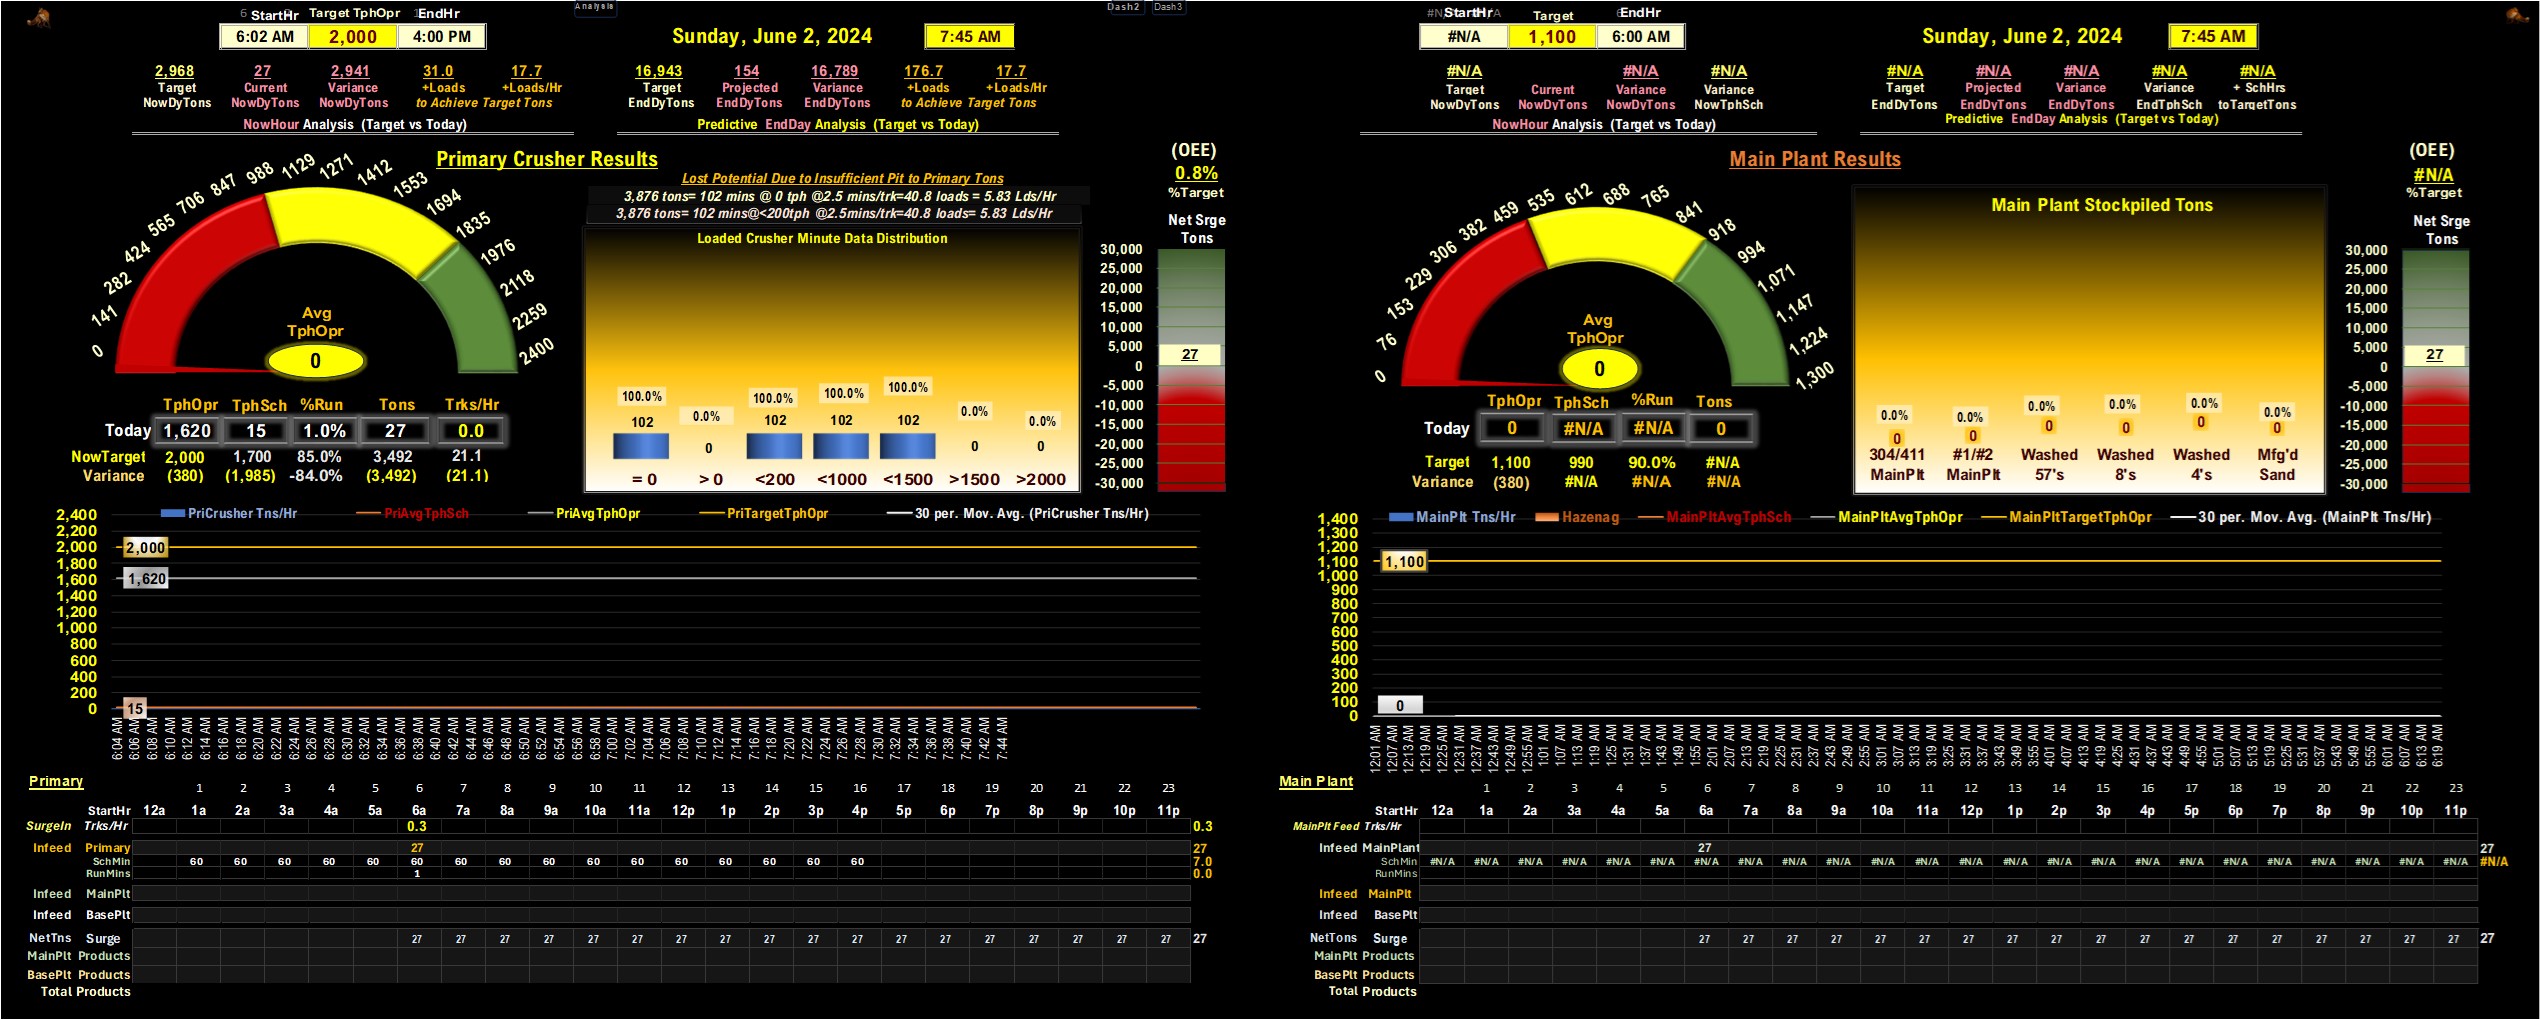 Analysis
Dash2 Dash3
StartHr Target TphOpr EndHr
6:02 AM 2,000 4:00 PM
Sunday, June 2, 2024 7:45 AM
2,968 27 2,941 31.0 17.7
Target Current Variance +Loads +Loads/Hr
NowDyTons NowDyTons NowDyTons to Achieve Target Tons
NowHour Analysis (Target vs Today)
16,943 154 16,789 176.7 17.7
Target Projected Variance +Loads +Loads/Hr
EndDyTons EndDyTons EndDyTons to Achieve Target Tons
Predictive EndDay Analysis (Target vs Today)
Primary Crusher Results
0 141 282 424 565 706 847 988 1129 1271 1412 1553 1694 1835 1976 2118 2259 2400
Avg
TphOpr
0
TphOpr TphSch %Run Tons Trks/Hr
Today 1,620 15 1.0% 27 0.0
NowTarget 2,000 1,700 85.0% 3,492 21.1
Variance (380) (1,985) -84.0% (3,492) (21.1)
Lost Potential Due to Insufficient Pit to Primary Tons
3,876 tons= 102 mins @ 0 tph @2.5 mins/trk=40.8 loads = 5.83 Lds/Hr
3,876 tons= 102 mins@<200tph @2.5mins/trk=40.8 loads= 5.83 Lds/Hr
Loaded Crusher Minute Data Distribution
100.0% 0.0% 100.0% 100.0% 100.0% 0.0% 0.0%
102 0 102 102 102 0 0
= 0 > 0 <200 <1000 <1500 >1500 >2000
(OEE)
0.8%
%Target
Net Srge
Tons
30,000
25,000
20,000
15,000
10,000
5,000
27
0
-5,000
-10,000
-15,000
-20,000
-25,000
-30,000
PriCrusher Tns/Hr PriAvgTphSch PriAvgTphOpr PriTargetTphOpr 30 per. Mov. Avg. (PriCrusher Tns/Hr)
2,400
2,200
2,000 2,000
1,800
1,600 1,620
1,400
1,200
1,000
800
600
400
200
0 15
6:04 AM 6:06 AM 6:08 AM 6:10 AM 6:12 AM 6:14 AM 6:16 AM 6:18 AM 6:20 AM 6:22 AM 6:24 AM 6:26 AM 6:28 AM 6:30 AM 6:32 AM 6:34 AM 6:36 AM 6:38 AM 6:40 AM 6:42 AM 6:44 AM 6:46 AM 6:48 AM 6:50 AM 6:52 AM 6:54 AM 6:56 AM 6:58 AM 7:00 AM 7:02 AM 7:04 AM 7:06 AM 7:08 AM 7:10 AM 7:12 AM 7:14 AM 7:16 AM 7:18 AM 7:20 AM 7:22 AM 7:24 AM 7:26 AM 7:28 AM 7:30 AM 7:32 AM 7:34 AM 7:36 AM 7:38 AM 7:40 AM 7:42 AM 7:44 AM
Primary
1 2 3 4 5 6 7 8 9 10 11 12 13 14 15 16 17 18 19 20 21 22 23
StartHr 12a 1a 2a 3a 4a 5a 6a 7a 8a 9a 10a 11a 12p 1p 2p 3p 4p 5p 6p 7p 8p 9p 10p 11p
SurgeIn Trks/Hr 0.3 0.3
Infeed Primary 27 27
SchMin 60 60 60 60 60 60 60 60 60 60 60 60 60 60 60 60 7.0
RunMins 1 0.0
Infeed MainPlt
Infeed BasePlt
NetTns Surge 27 27 27 27 27 27 27 27 27 27 27 27 27 27 27 27 27 27 27
MainPlt Products
BasePlt Products
Total Products
StartHr Target EndHr
#N/A 1,100 6:00 AM
Sunday, June 2, 2024 7:45 AM
#N/A #N/A #N/A
Target Current Variance Variance
NowDyTons NowDyTons NowDyTons NowTphSch
NowHour Analysis (Target vs Today)
#N/A #N/A #N/A #N/A #N/A
Target Projected Variance Variance + SchHrs
EndDyTons EndDyTons EndDyTons EndTphSch toTargetTons
Predictive EndDay Analysis (Target vs Today)
Main Plant Results
0 76 153 229 306 382 459 535 612 688 765 841 918 994 1,071 1,147 1,224 1,300
Avg
TphOpr
0
TphOpr TphSch %Run Tons
Today 0 #N/A #N/A 0
Target 1,100 990 90.0% #N/A
Variance (380) #N/A #N/A #N/A
Main Plant Stockpiled Tons
0.0% 0.0% 0.0% 0.0% 0.0% 0.0%
0 0 0 0 0 0
304/411 #1/#2 Washed Washed Washed Mfg'd
MainPlt MainPlt 57's 8's 4's Sand
(OEE)
#N/A
%Target
Net Srge
Tons
30,000
25,000
20,000
15,000
10,000
5,000
27
0
-5,000
-10,000
-15,000
-20,000
-25,000
-30,000
MainPlt Tns/Hr Hazenag MainPltAvgTphSch MainPltAvgTphOpr MainPltTargetTphOpr 30 per. Mov. Avg. (MainPlt Tns/Hr)
1,400
1,300
1,200
1,100 1,100
1,000
900
800
700
600
500
400
300
200
100
0 0
12:01 AM 12:07 AM 12:13 AM 12:19 AM 12:25 AM 12:31 AM 12:37 AM 12:43 AM 12:49 AM 12:55 AM 1:01 AM 1:07 AM 1:13 AM 1:19 AM 1:25 AM 1:31 AM 1:37 AM 1:43 AM 1:49 AM 1:55 AM 2:01 AM 2:07 AM 2:13 AM 2:19 AM 2:25 AM 2:31 AM 2:37 AM 2:43 AM 2:49 AM 2:55 AM 3:01 AM 3:07 AM 3:13 AM 3:19 AM 3:25 AM 3:31 AM 3:37 AM 3:43 AM 3:49 AM 3:55 AM 4:01 AM 4:07 AM 4:13 AM 4:19 AM 4:25 AM 4:31 AM 4:37 AM 4:43 AM 4:49 AM 4:55 AM 5:01 AM 5:07 AM 5:13 AM 5:19 AM 5:25 AM 5:31 AM 5:37 AM 5:43 AM 5:49 AM 5:55 AM 6:01 AM 6:07 AM 6:13 AM 6:19 AM
Main Plant
1 2 3 4 5 6 7 8 9 10 11 12 13 14 15 16 17 18 19 20 21 22 23
StartHr 12a 1a 2a 3a 4a 5a 6a 7a 8a 9a 10a 11a 12p 1p 2p 3p 4p 5p 6p 7p 8p 9p 10p 11p
MainPlt Feed Trks/Hr
Infeed MainPlant 27 27
SchMin #N/A #N/A #N/A #N/A #N/A #N/A #N/A #N/A #N/A #N/A #N/A #N/A #N/A #N/A #N/A #N/A #N/A #N/A #N/A #N/A #N/A #N/A #N/A #N/A #N/A
RunMins
Infeed MainPlt
Infeed BasePlt
NetTons Surge 27 27 27 27 27 27 27 27 27 27 27 27 27 27 27 27 27 27 27
MainPlt Products
BasePlt Products
Total Products